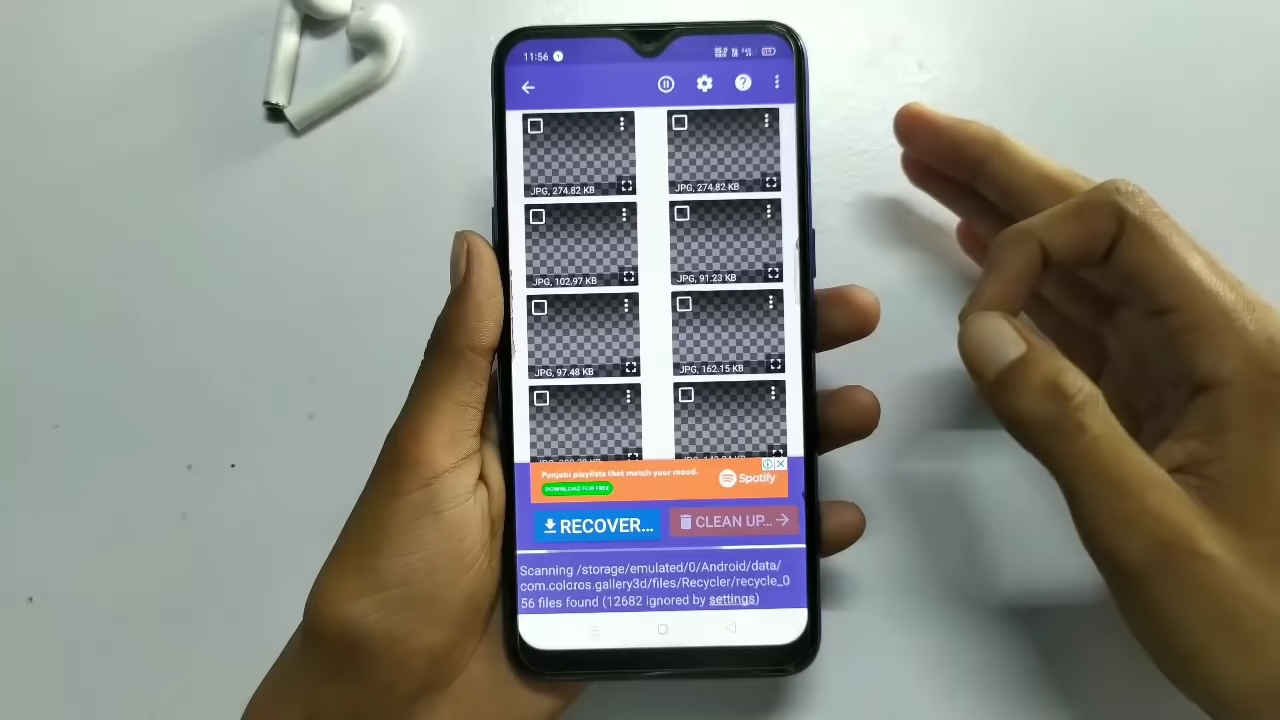 11:56
JPG, 274.82 KB
JPG, 274.82 KB
JPG, 102.97 KB
JPG, 91.23 KB
JPG, 97.48 KB
JPG, 162.15 KB
Punjabi playlists that match your mood.
DOWNLOAD FOR FREE
Spotify
RECOVER...
CLEAN UP...
Scanning /storage/emulated/0/Android/data/
com.colcros.gallery3d/files/Recycler/recycle_0
56 files found (12682 ignored by settings)